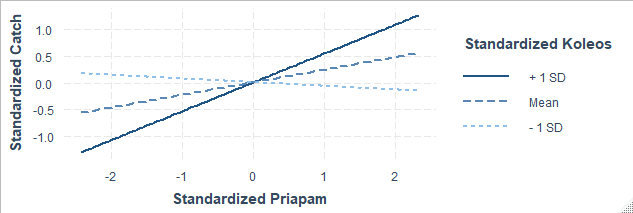 Standardized Catch
1.0
0.5
0.0
-0.5
-1.0
-2
-1
0
1
2
Standardized Priapam
Standardized Koleos
+ 1 SD
Mean
- 1 SD